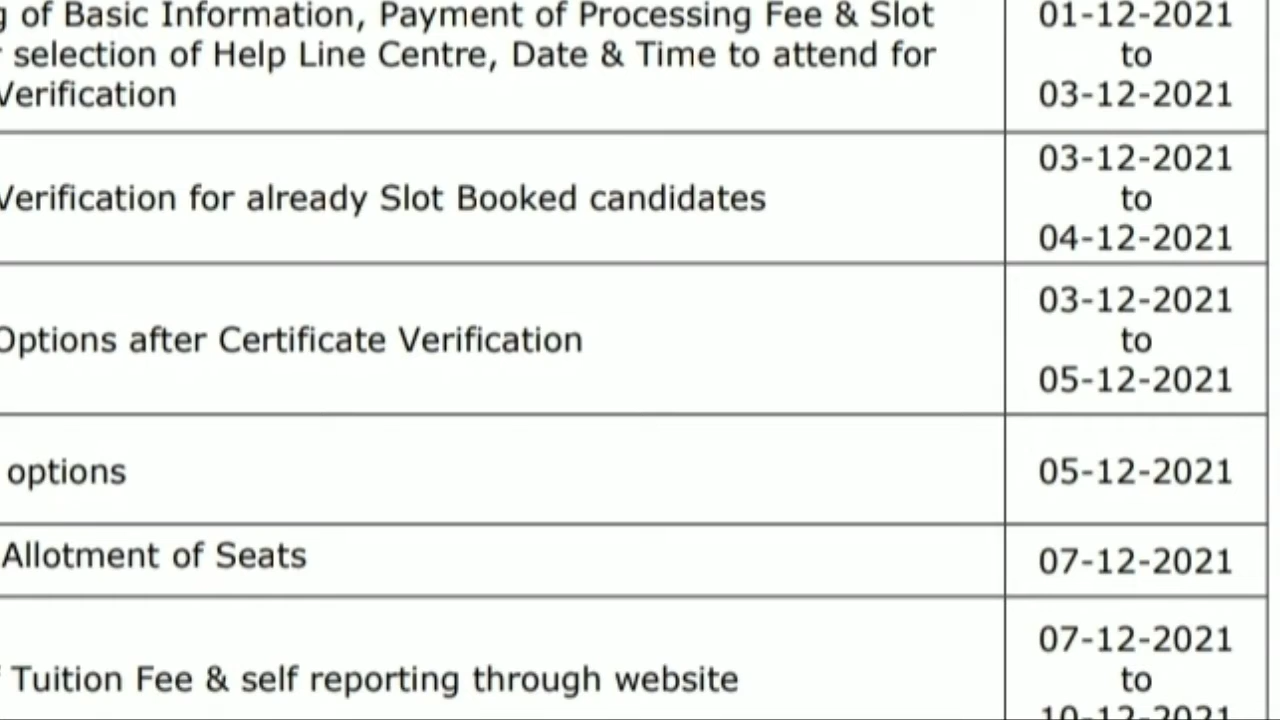 of Basic Information, Payment of Processing Fee & Slot
01-12-2021
selection of Help Line Centre, Date & Time to attend for
to
Verification
03-12-2021
03-12-2021
Verification for already Slot Booked candidates
to
04-12-2021
03-12-2021
Options after Certificate Verification
to
05-12-2021
options
05-12-2021
Allotment of Seats
07-12-2021
07-12-2021
Tuition Fee & self reporting through website
to
10-12-2021